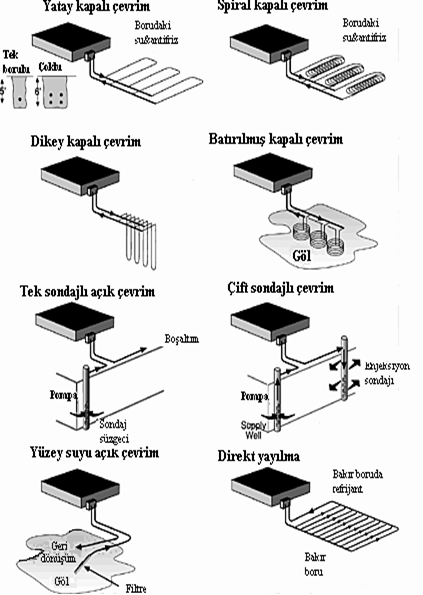 Yatay kapalı çevrim
Borudaki
su&antifriz
Tek
borulu
Çoklu
6'
6'
Spiral kapalı çevrim
Borudaki
su&antifriz
Dikey kapalı çevrim
Batırılmış kapalı çevrim
Göl
Tek sondajlı açık çevrim
Boşaltım
Pompa
Sondaj
süzgeci
Çift sondajlı çevrim
Pompa
Supply
Well
Enjeksiyon
sondajı
Yüzey suyu açık çevrim
Geri
dönüşüm
Göl
Filtre
Direkt yayılma
Bakır boruda
refrijant
Bakır
boru